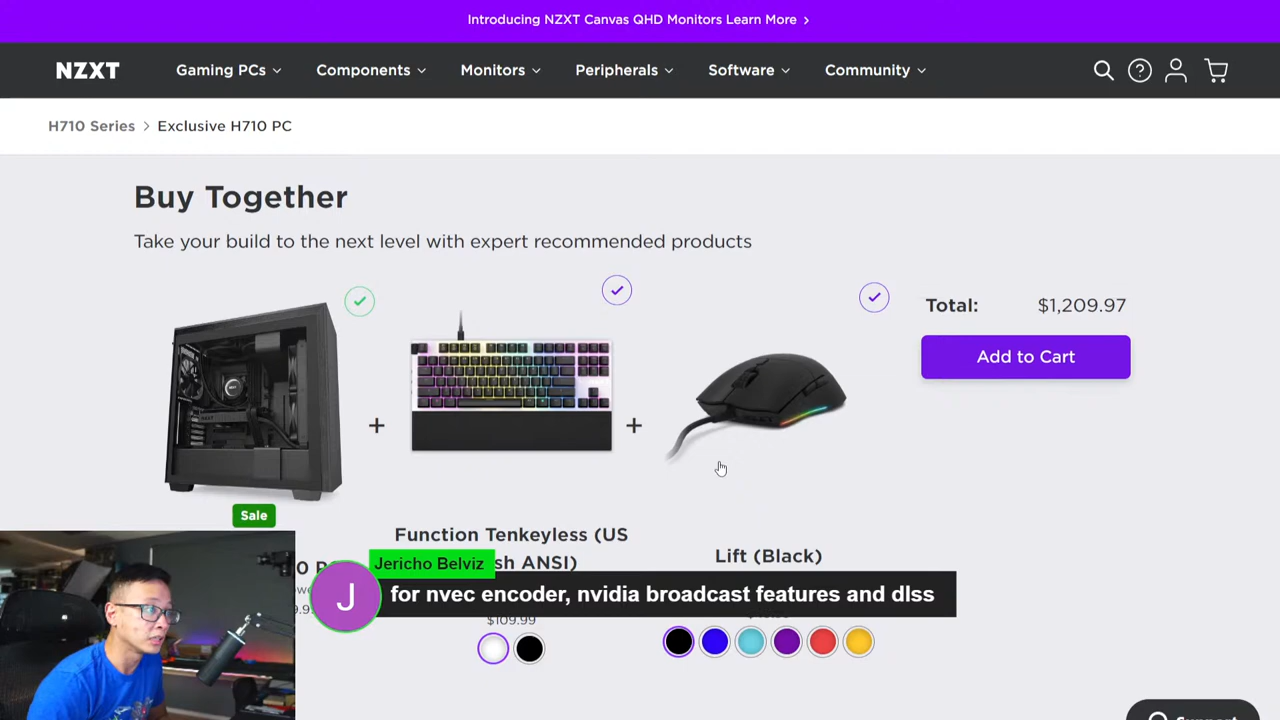 Introducing NZXT Canvas QHD Monitors Learn More
NZXT
Gaming PCs
Components
Monitors
Peripherals
Software
Community
H710 Series
Exclusive H710 PC
Buy Together
Take your build to the next level with expert recommended products
Total: $1,209.97
Add to Cart
+
+
NZXT
Sale
Function Tenkeyless (US
ANSI)
Lift (Black)
Jericho Belviz
J
for nvec encoder, nvidia broadcast features and dlss
$109.99